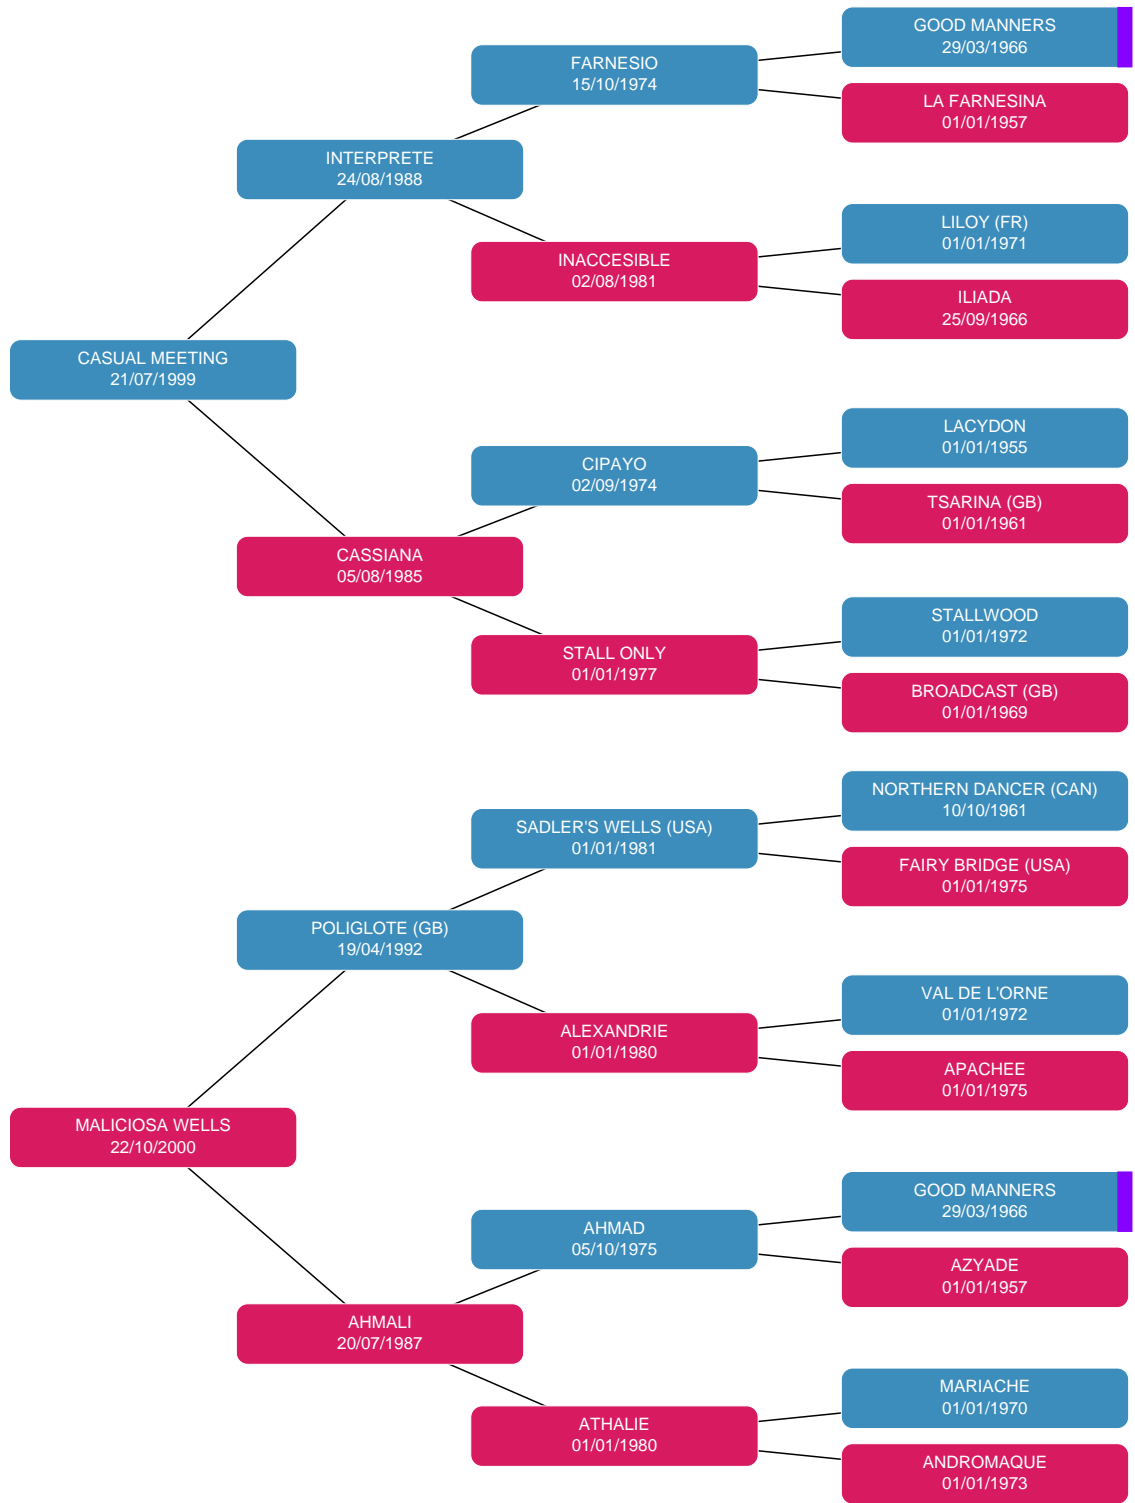 GOOD MANNERS
29/03/1966
FARNESIO
15/10/1974
LA FARNESINA
01/01/1957
INTERPRETE
24/08/1988
LILOY (FR)
01/01/1971
INACCESIBLE
02/08/1981
ILIADA
25/09/1966
CASUAL MEETING
21/07/1999
LACYDON
01/01/1955
CIPAYO
02/09/1974
TSARINA (GB)
01/01/1961
CASSIANA
05/08/1985
STALLWOOD
01/01/1972
STALL ONLY
01/01/1977
BROADCAST (GB)
01/01/1969
NORTHERN DANCER (CAN)
10/10/1961
SADLER'S WELLS (USA)
01/01/1981
FAIRY BRIDGE (USA)
01/01/1975
POLIGLOTE (GB)
19/04/1992
VAL DE L'ORNE
01/01/1972
ALEXANDRIE
01/01/1980
APACHEE
01/01/1975
MALICIOSA WELLS
22/10/2000
GOOD MANNERS
29/03/1966
AHMAD
05/10/1975
AZYADE
01/01/1957
AHMALI
20/07/1987
MARIACHE
01/01/1970
ATHALIE
01/01/1980
ANDROMAQUE
01/01/1973